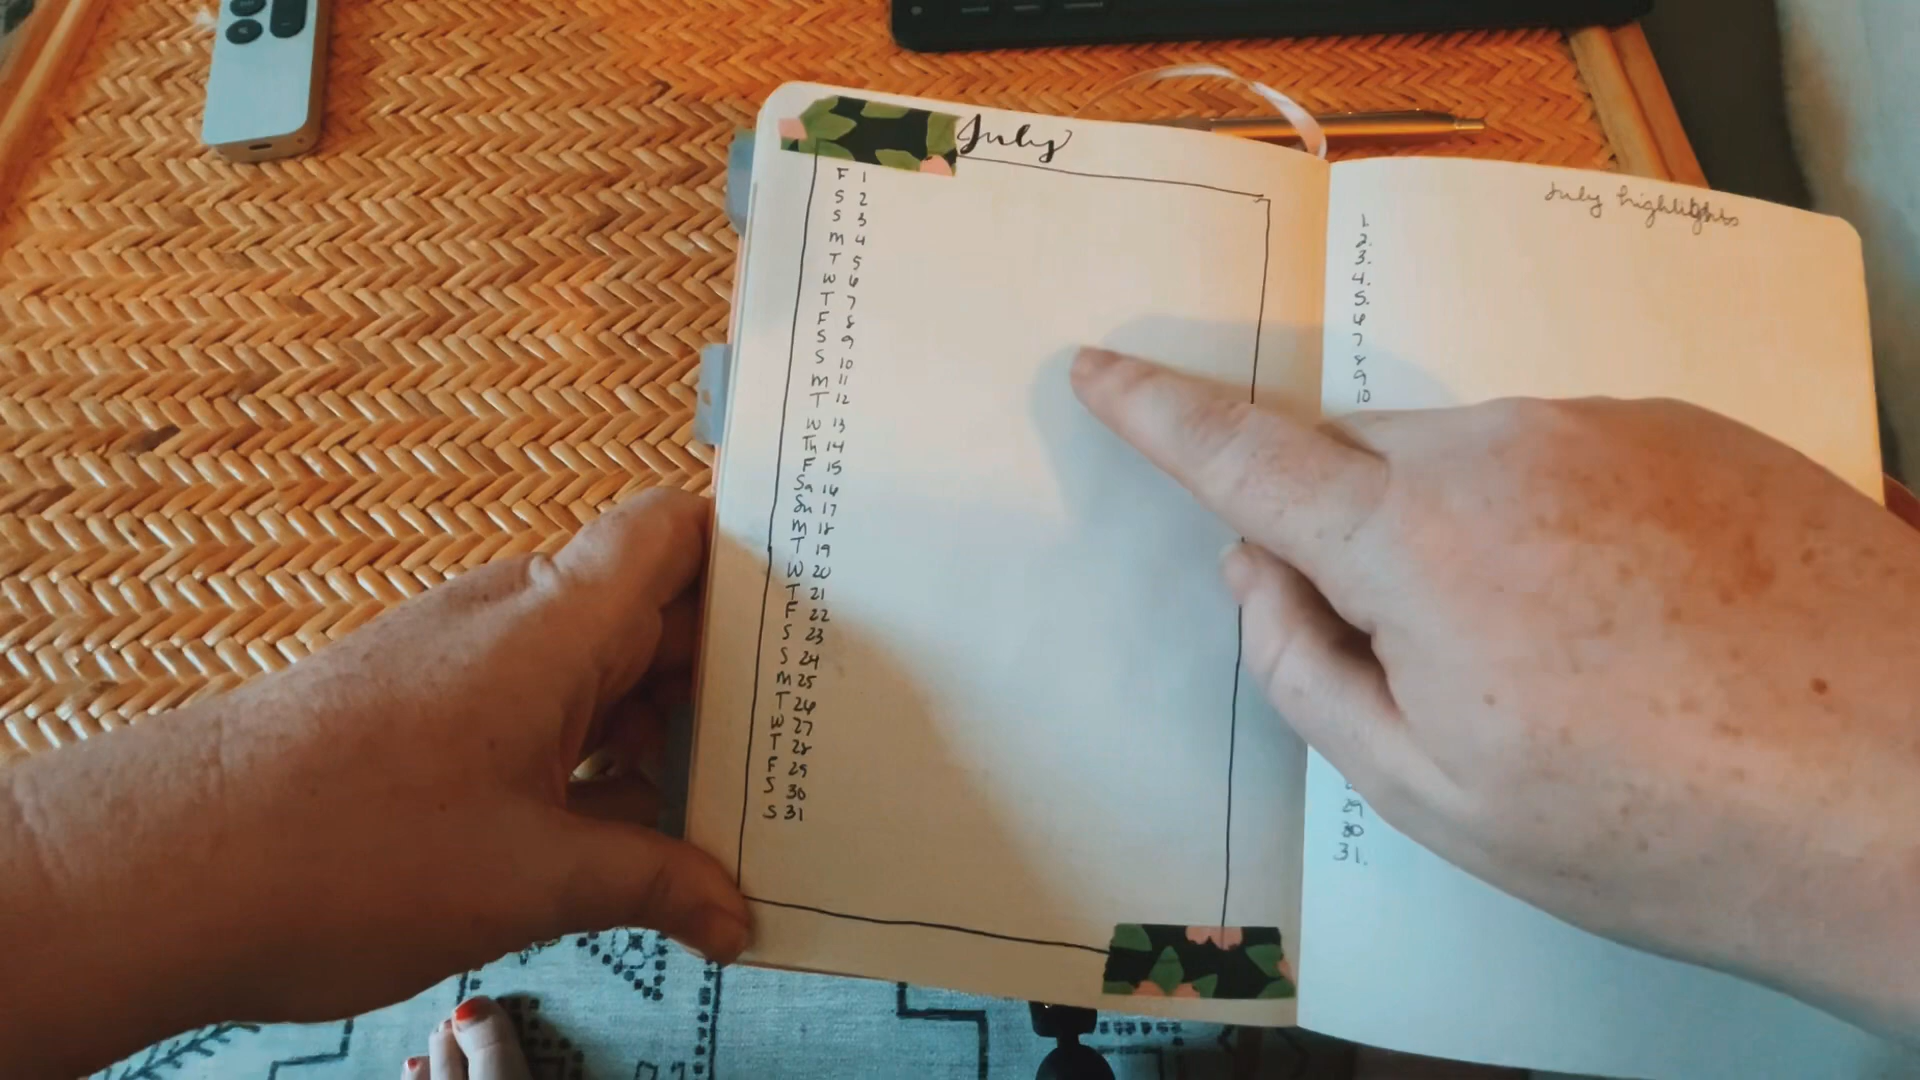 July
F 1
S 2
S 3
M 4
T 5
W 6
T 7
F 8
S 9
S 10
M 11
T 12
W 13
Th 14
F 15
Sa 16
Su 17
M 18
T 19
W 20
T 21
F 22
S 23
S 24
M 25
T 26
W 27
T 28
F 29
S 30
S 31
July highlights
1.
2.
3.
4.
5.
6
7
8
9
10
29
30
31.